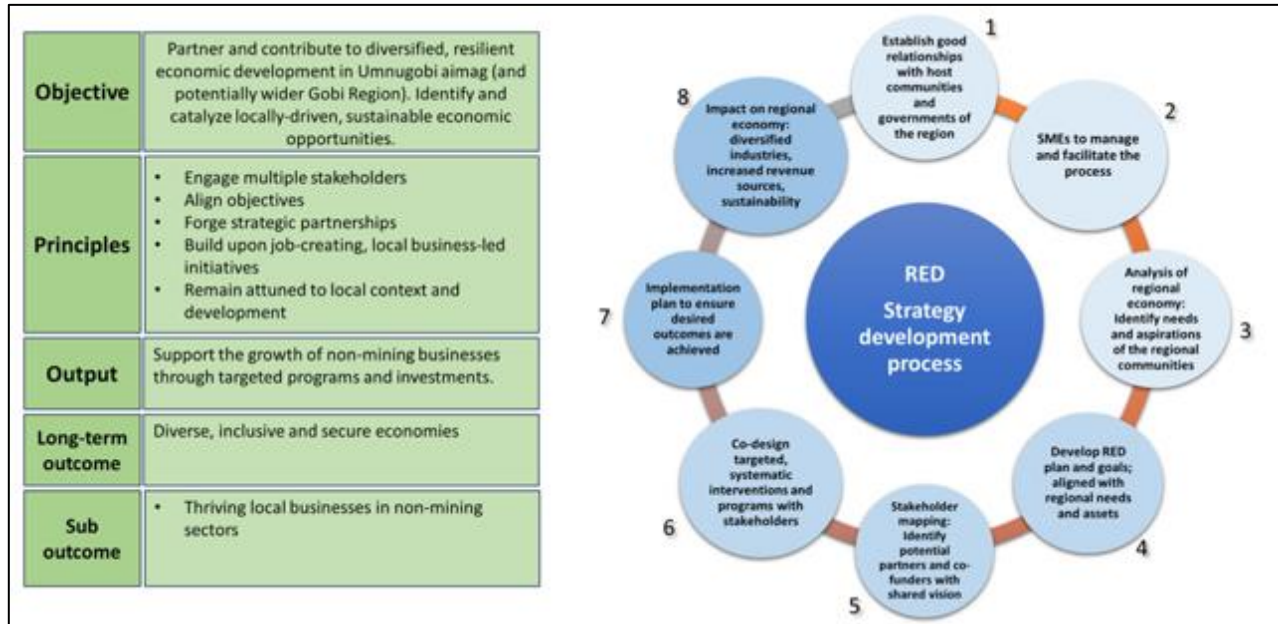 Objective
Partner and contribute to diversified, resilient
economic development in Umnugobi aimag (and
potentially wider Gobi Region). Identify and
catalyze locally-driven, sustainable economic
opportunities.
Principles
• Engage multiple stakeholders
• Align objectives
• Forge strategic partnerships
• Build upon job-creating, local business-led
initiatives
• Remain attuned to local context and
development
Output
Support the growth of non-mining businesses
through targeted programs and investments.
Long-term
outcome
Diverse, inclusive and secure economies
Sub
outcome
• Thriving local businesses in non-mining
sectors
RED
Strategy
development
process
1
Establish good
relationships
with host
communities
and
governments of
the region
2
SMEs to manage
and facilitate the
process
3
Analysis of
regional
economy:
Identify needs
and aspirations
of the regional
communities
4
Develop RED
plan and goals;
aligned with
regional needs
and assets
5
Stakeholder
mapping:
Identify
potential
partners and co-
funders with
shared vision
6
Co-design
targeted,
systematic
interventions and
programs with
stakeholders
7
Implementation
plan to ensure
desired
outcomes are
achieved
8
Impact on regional
economy:
diversified
industries,
increased revenue
sources,
sustainability